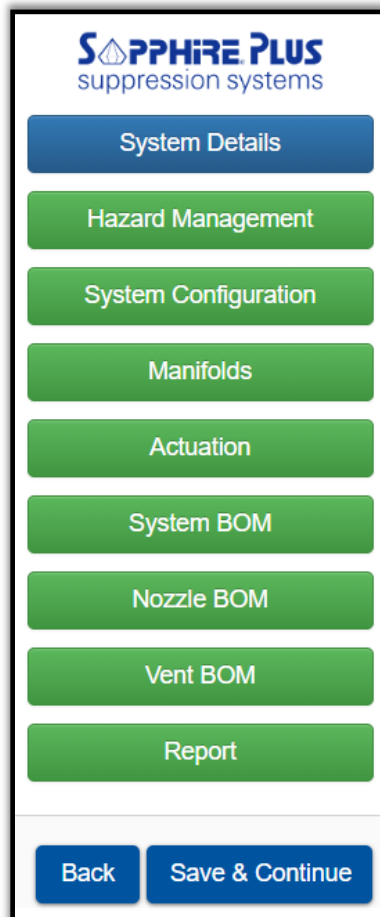 SAPPHIRE PLUS
suppression systems
System Details
Hazard Management
System Configuration
Manifolds
Actuation
System BOM
Nozzle BOM
Vent BOM
Report
Back
Save & Continue